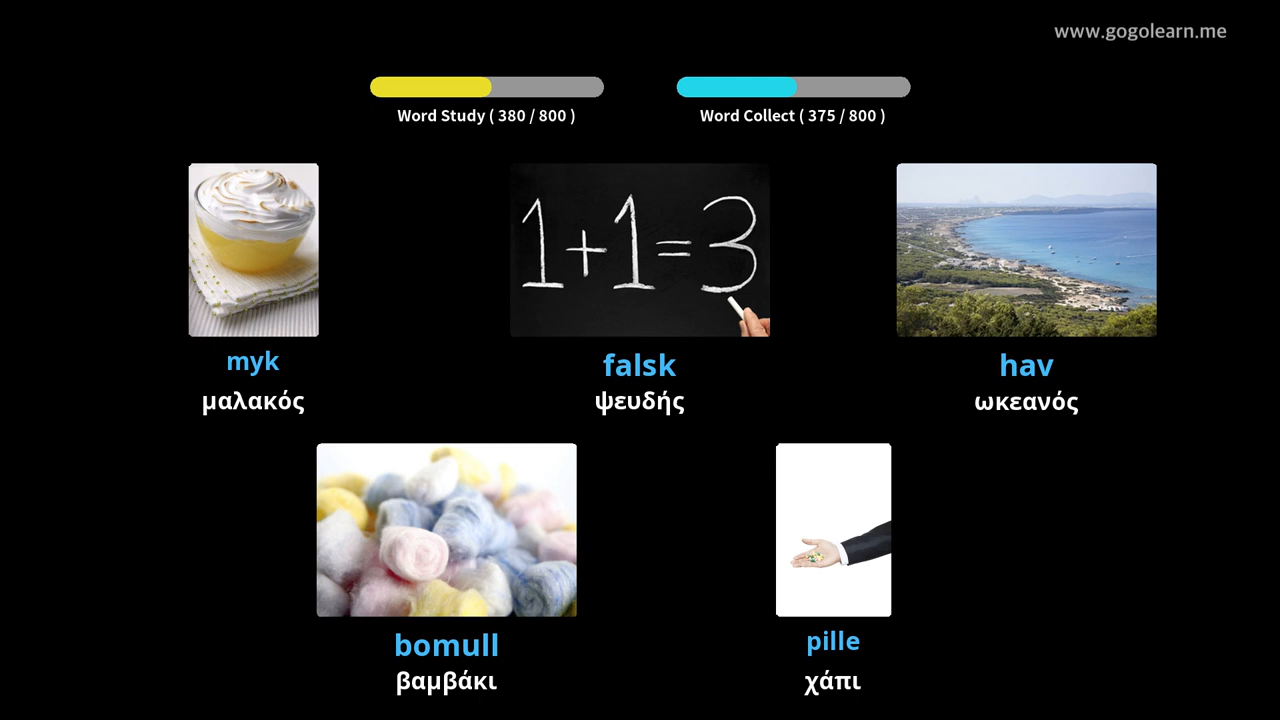 www.gogolearn.me
Word Study ( 380 / 800 )
Word Collect ( 375 / 800 )
1+1=3
myk
μαλακός
falsk
ψευδής
hav
ωκεανός
bomull
βαμβάκι
pille
χάπι